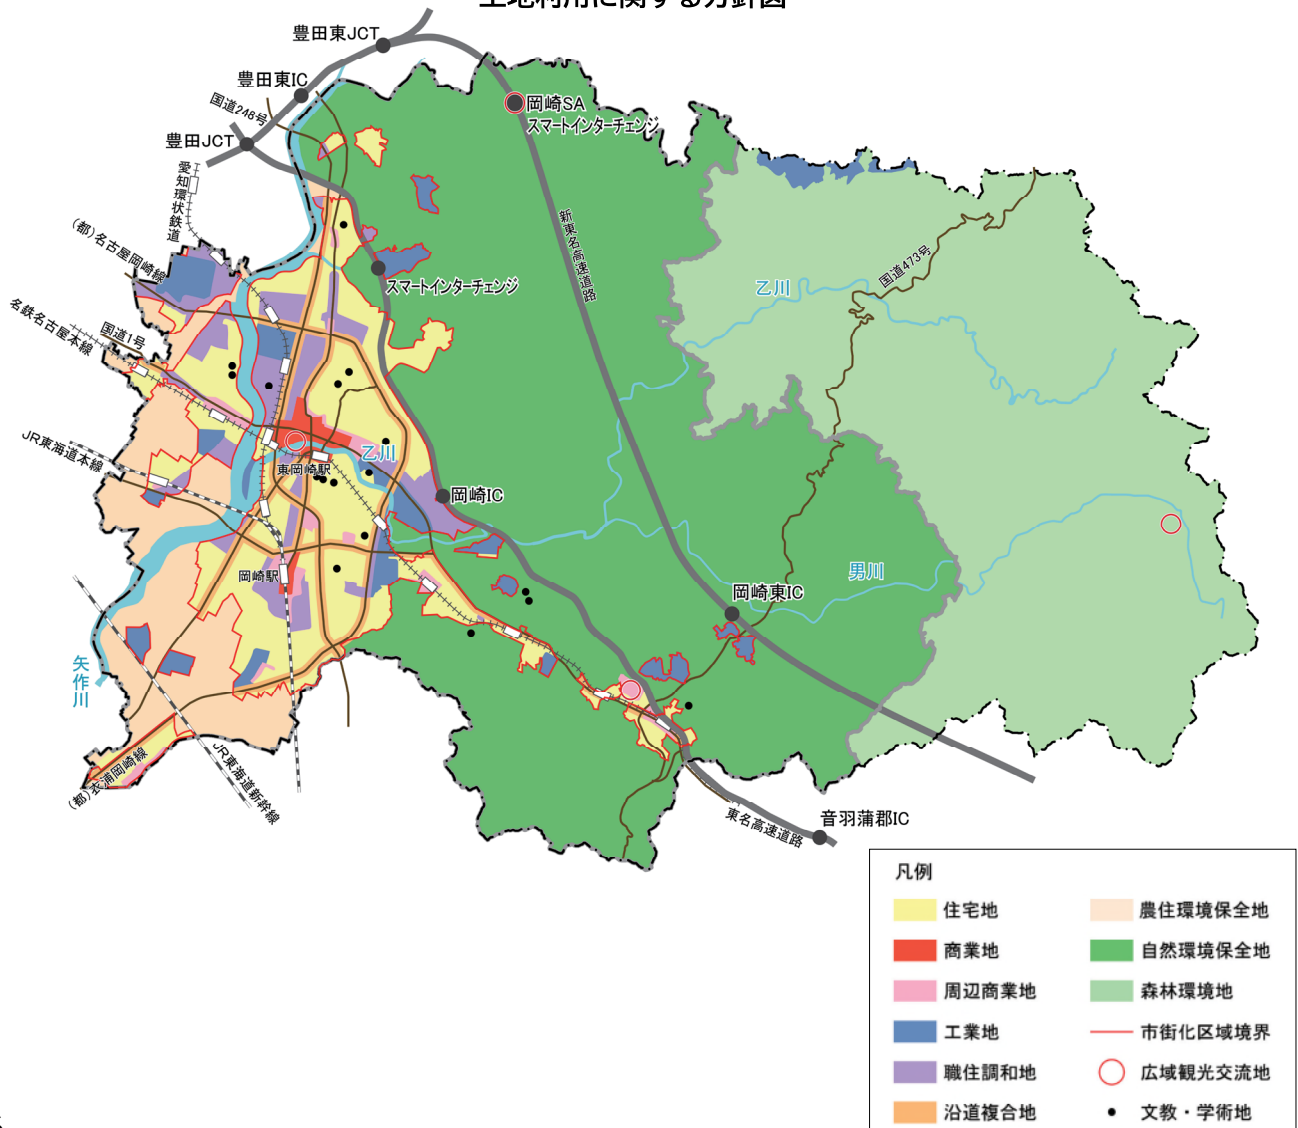 土地利用に関する方針図
豊田東JCT
豊田東IC
国道248号
豊田JCT
愛知環状鉄道
岡崎SA
スマートインターチェンジ
新東名高速道路
(都)名古屋岡崎線
名鉄名古屋本線
国道1号
スマートインターチェンジ
乙川
国道473号
JR東海道本線
東岡崎駅
乙川
岡崎IC
岡崎駅
男川
岡崎東IC
矢作川
(都)衣浦岡崎線
JR東海道新幹線
東名高速道路
音羽蒲郡IC
凡例
住宅地
商業地
周辺商業地
工業地
職住調和地
沿道複合地
農住環境保全地
自然環境保全地
森林環境地
市街化区域境界
広域観光交流地
文教・学術地